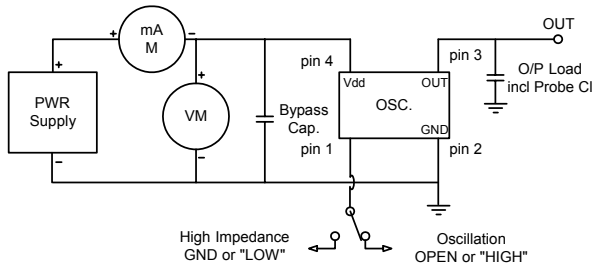 mA
M
+
−
OUT
pin 4
pin 3
+
+
Vdd
OUT
O/P Load
incl Probe Cl
PWR
Supply
VM
Bypass
Cap.
OSC.
GND
−
−
pin 1
pin 2
High Impedance
GND or "LOW"
Oscillation
OPEN or "HIGH"